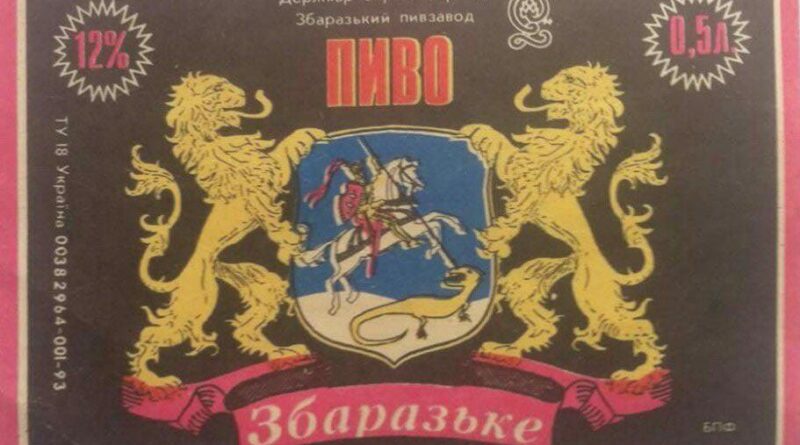 Збаразький пивзавод
12%
0,5л.
ПИВО
ТУ 18 Україна 00382964-001-93
Збаразьке
БПФ